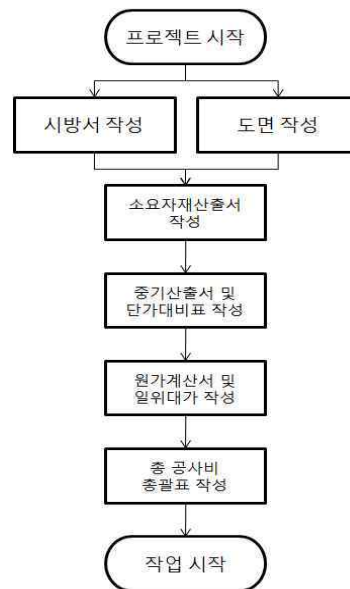 프로젝트 시작
시방서 작성
도면 작성
소요자재산출서
작성
중기산출서 및
단가대비표 작성
원가계산서 및
일위대가 작성
총 공사비
총괄표 작성
작업 시작